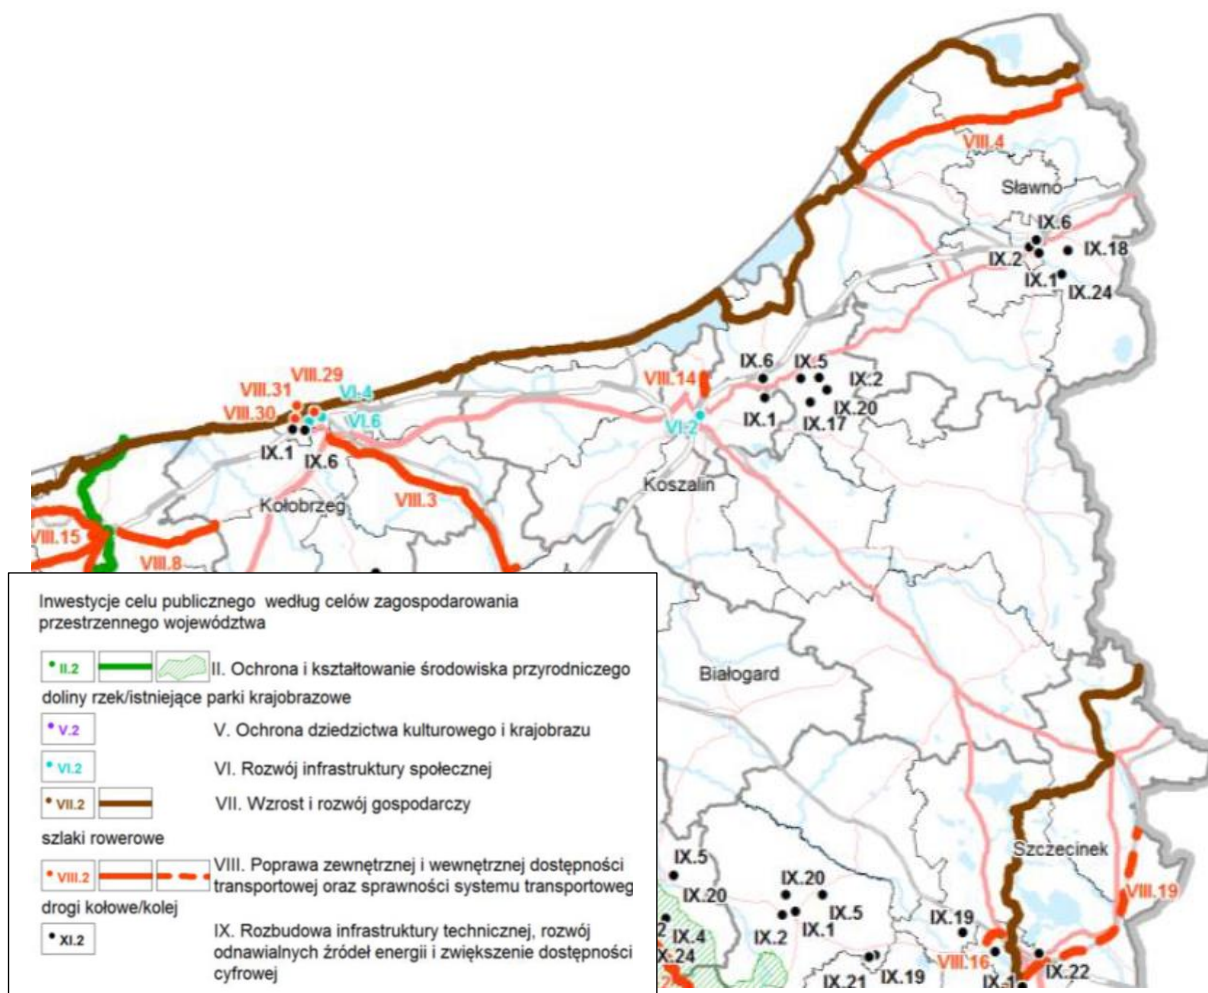 VIII.4
Sławno
IX.6
IX.2
IX.18
IX.1
IX.24
VIII.29
VIII.31
VI.4
VIII.30
VI.6
IX.1
IX.6
VIII.14
IX.6
IX.5
IX.2
IX.1
IX.20
IX.17
VI.2
Koszalin
Kołobrzeg
VIII.3
VIII.15
VIII.8
Białogard
Szczecinek
VIII.19
IX.5
IX.20
IX.20
IX.5
IX.2
IX.1
IX.4
IX.19
VIII.16
IX.22
IX.21
IX.19
IX.1
Inwestycje celu publicznego według celów zagospodarowania
przestrzennego województwa
II.2 II. Ochrona i kształtowanie środowiska przyrodniczego
doliny rzek/istniejące parki krajobrazowe
V.2 V. Ochrona dziedzictwa kulturowego i krajobrazu
VI.2 VI. Rozwój infrastruktury społecznej
VII.2 VII. Wzrost i rozwój gospodarczy
szlaki rowerowe
VIII.2 VIII. Poprawa zewnętrznej i wewnętrznej dostępności
transportowej oraz sprawności systemu transportoweg
drogi kołowe/kolej
XI.2 IX. Rozbudowa infrastruktury technicznej, rozwój
odnawialnych źródeł energii i zwiększenie dostępności
cyfrowej